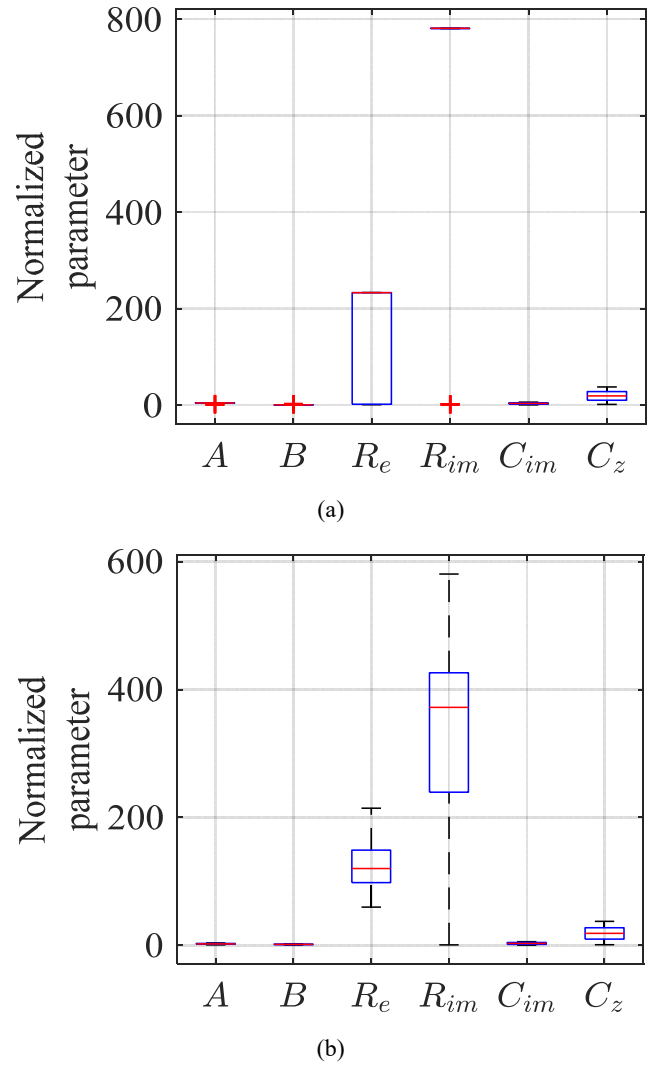 800
600
400
200
0
Normalized
parameter
A B R_e R_im C_im C_z
(a)
600
400
200
0
Normalized
parameter
A B R_e R_im C_im C_z
(b)